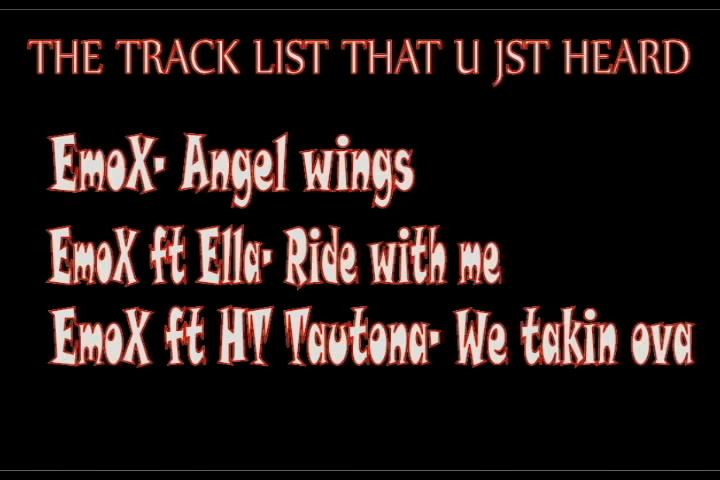 THE TRACK LIST THAT U JST HEARD
EmoX- Angel wings
EmoX ft Ella- Ride with me
EmoX ft HT Tautona- We takin ova